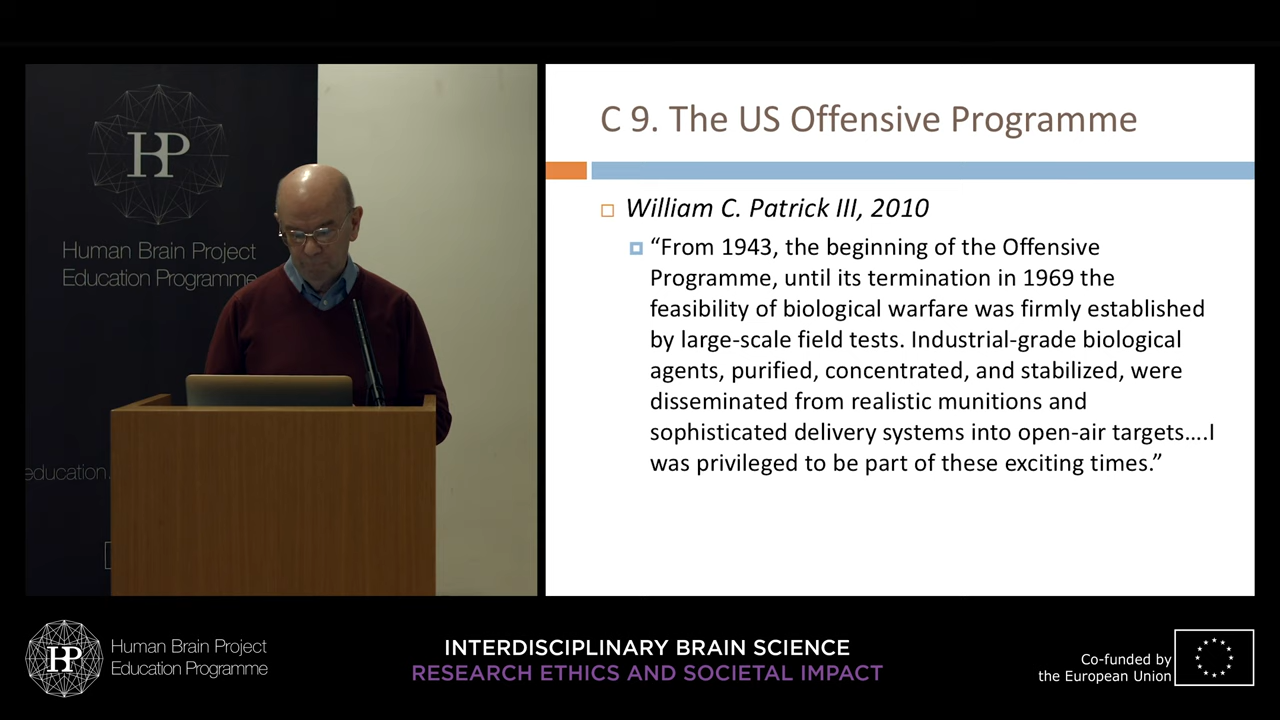 HP
Human Brain Project
Education Programme
education.
C 9. The US Offensive Programme
William C. Patrick III, 2010
“From 1943, the beginning of the Offensive
Programme, until its termination in 1969 the
feasibility of biological warfare was firmly established
by large-scale field tests. Industrial-grade biological
agents, purified, concentrated, and stabilized, were
disseminated from realistic munitions and
sophisticated delivery systems into open-air targets....I
was privileged to be part of these exciting times.”
HP
Human Brain Project
Education Programme
INTERDISCIPLINARY BRAIN SCIENCE
RESEARCH ETHICS AND SOCIETAL IMPACT
Co-funded by
the European Union